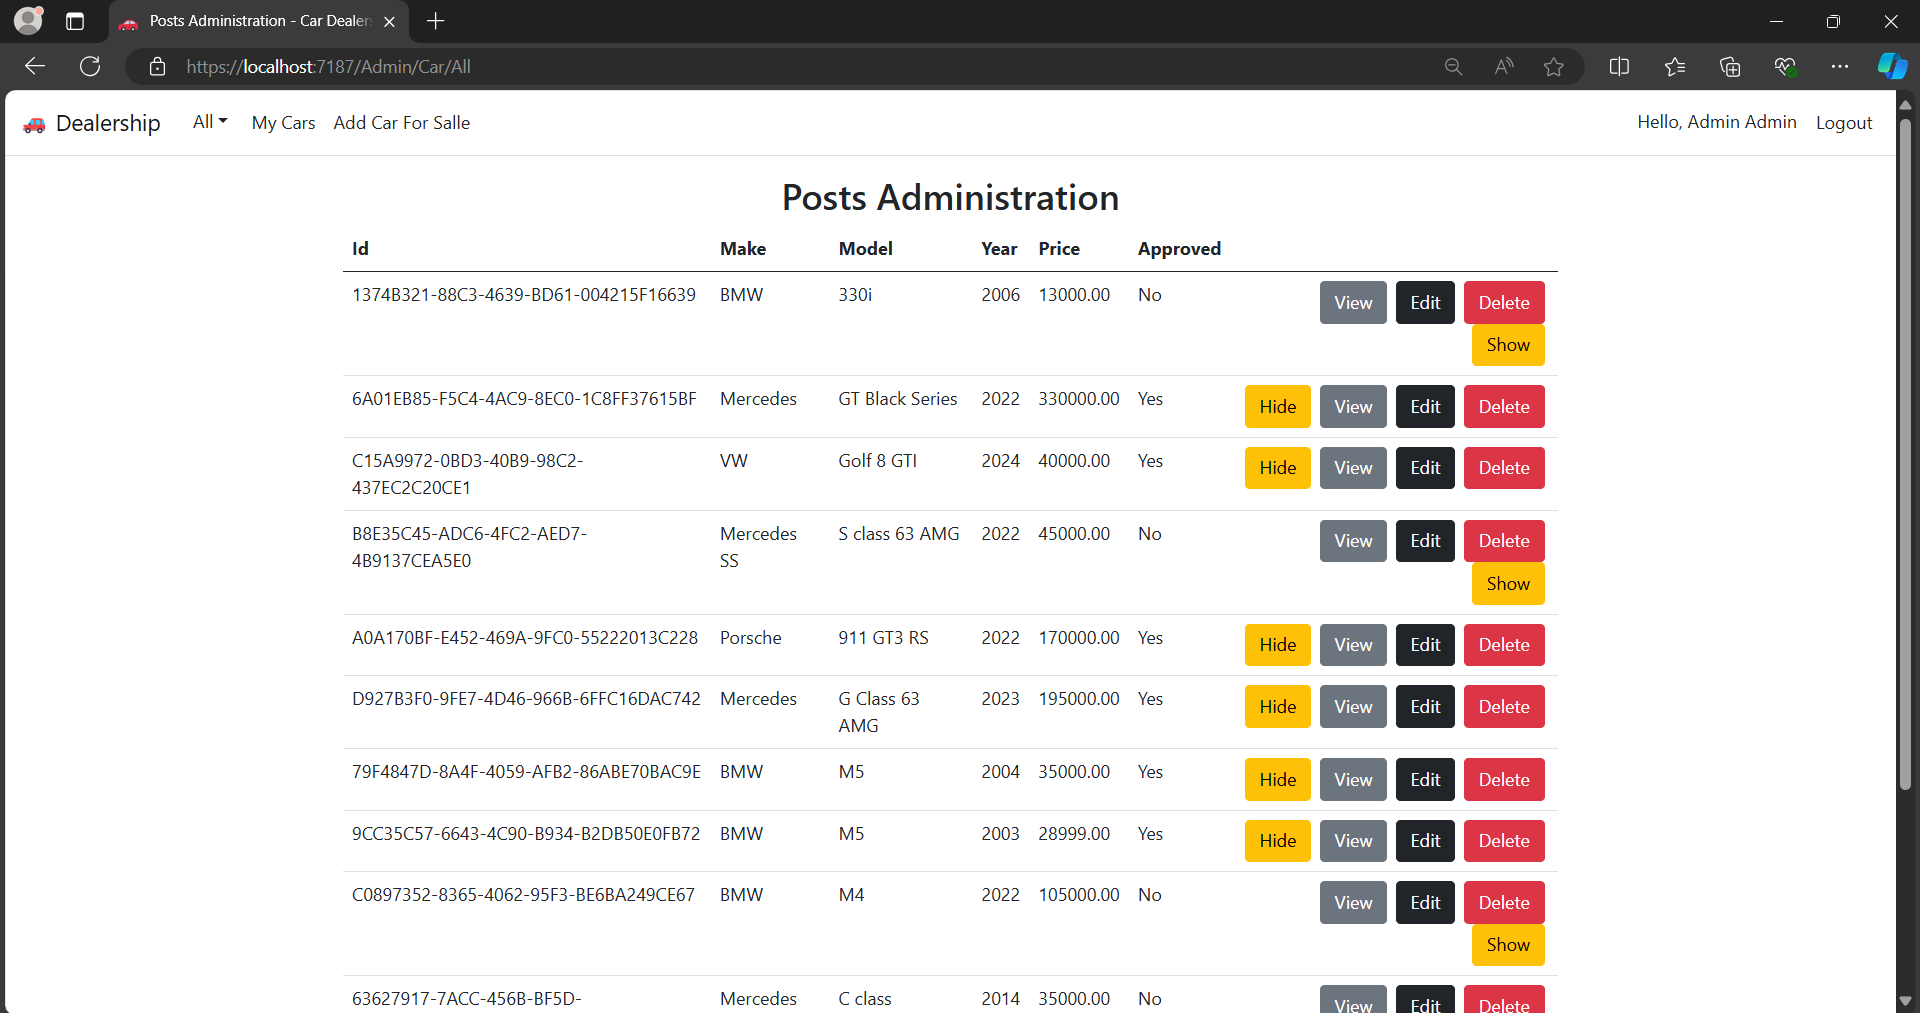 Posts Administration - Car Dealer
https://localhost:7187/Admin/Car/All
Dealership All My Cars Add Car For Salle Hello, Admin Admin Logout
Posts Administration
Id Make Model Year Price Approved
1374B321-88C3-4639-BD61-004215F16639 BMW 330i 2006 13000.00 No View Edit Delete
Show
6A01EB85-F5C4-4AC9-8EC0-1C8FF37615BF Mercedes GT Black Series 2022 330000.00 Yes Hide View Edit Delete
C15A9972-0BD3-40B9-98C2- VW Golf 8 GTI 2024 40000.00 Yes Hide View Edit Delete
437EC2C20CE1
B8E35C45-ADC6-4FC2-AED7- Mercedes S class 63 AMG 2022 45000.00 No View Edit Delete
4B9137CEA5E0 SS
Show
A0A170BF-E452-469A-9FC0-55222013C228 Porsche 911 GT3 RS 2022 170000.00 Yes Hide View Edit Delete
D927B3F0-9FE7-4D46-966B-6FFC16DAC742 Mercedes G Class 63 2023 195000.00 Yes Hide View Edit Delete
AMG
79F4847D-8A4F-4059-AFB2-86ABE70BAC9E BMW M5 2004 35000.00 Yes Hide View Edit Delete
9CC35C57-6643-4C90-B934-B2DB50E0FB72 BMW M5 2003 28999.00 Yes Hide View Edit Delete
C0897352-8365-4062-95F3-BE6BA249CE67 BMW M4 2022 105000.00 No View Edit Delete
Show
63627917-7ACC-456B-BF5D- Mercedes C class 2014 35000.00 No View Edit Delete